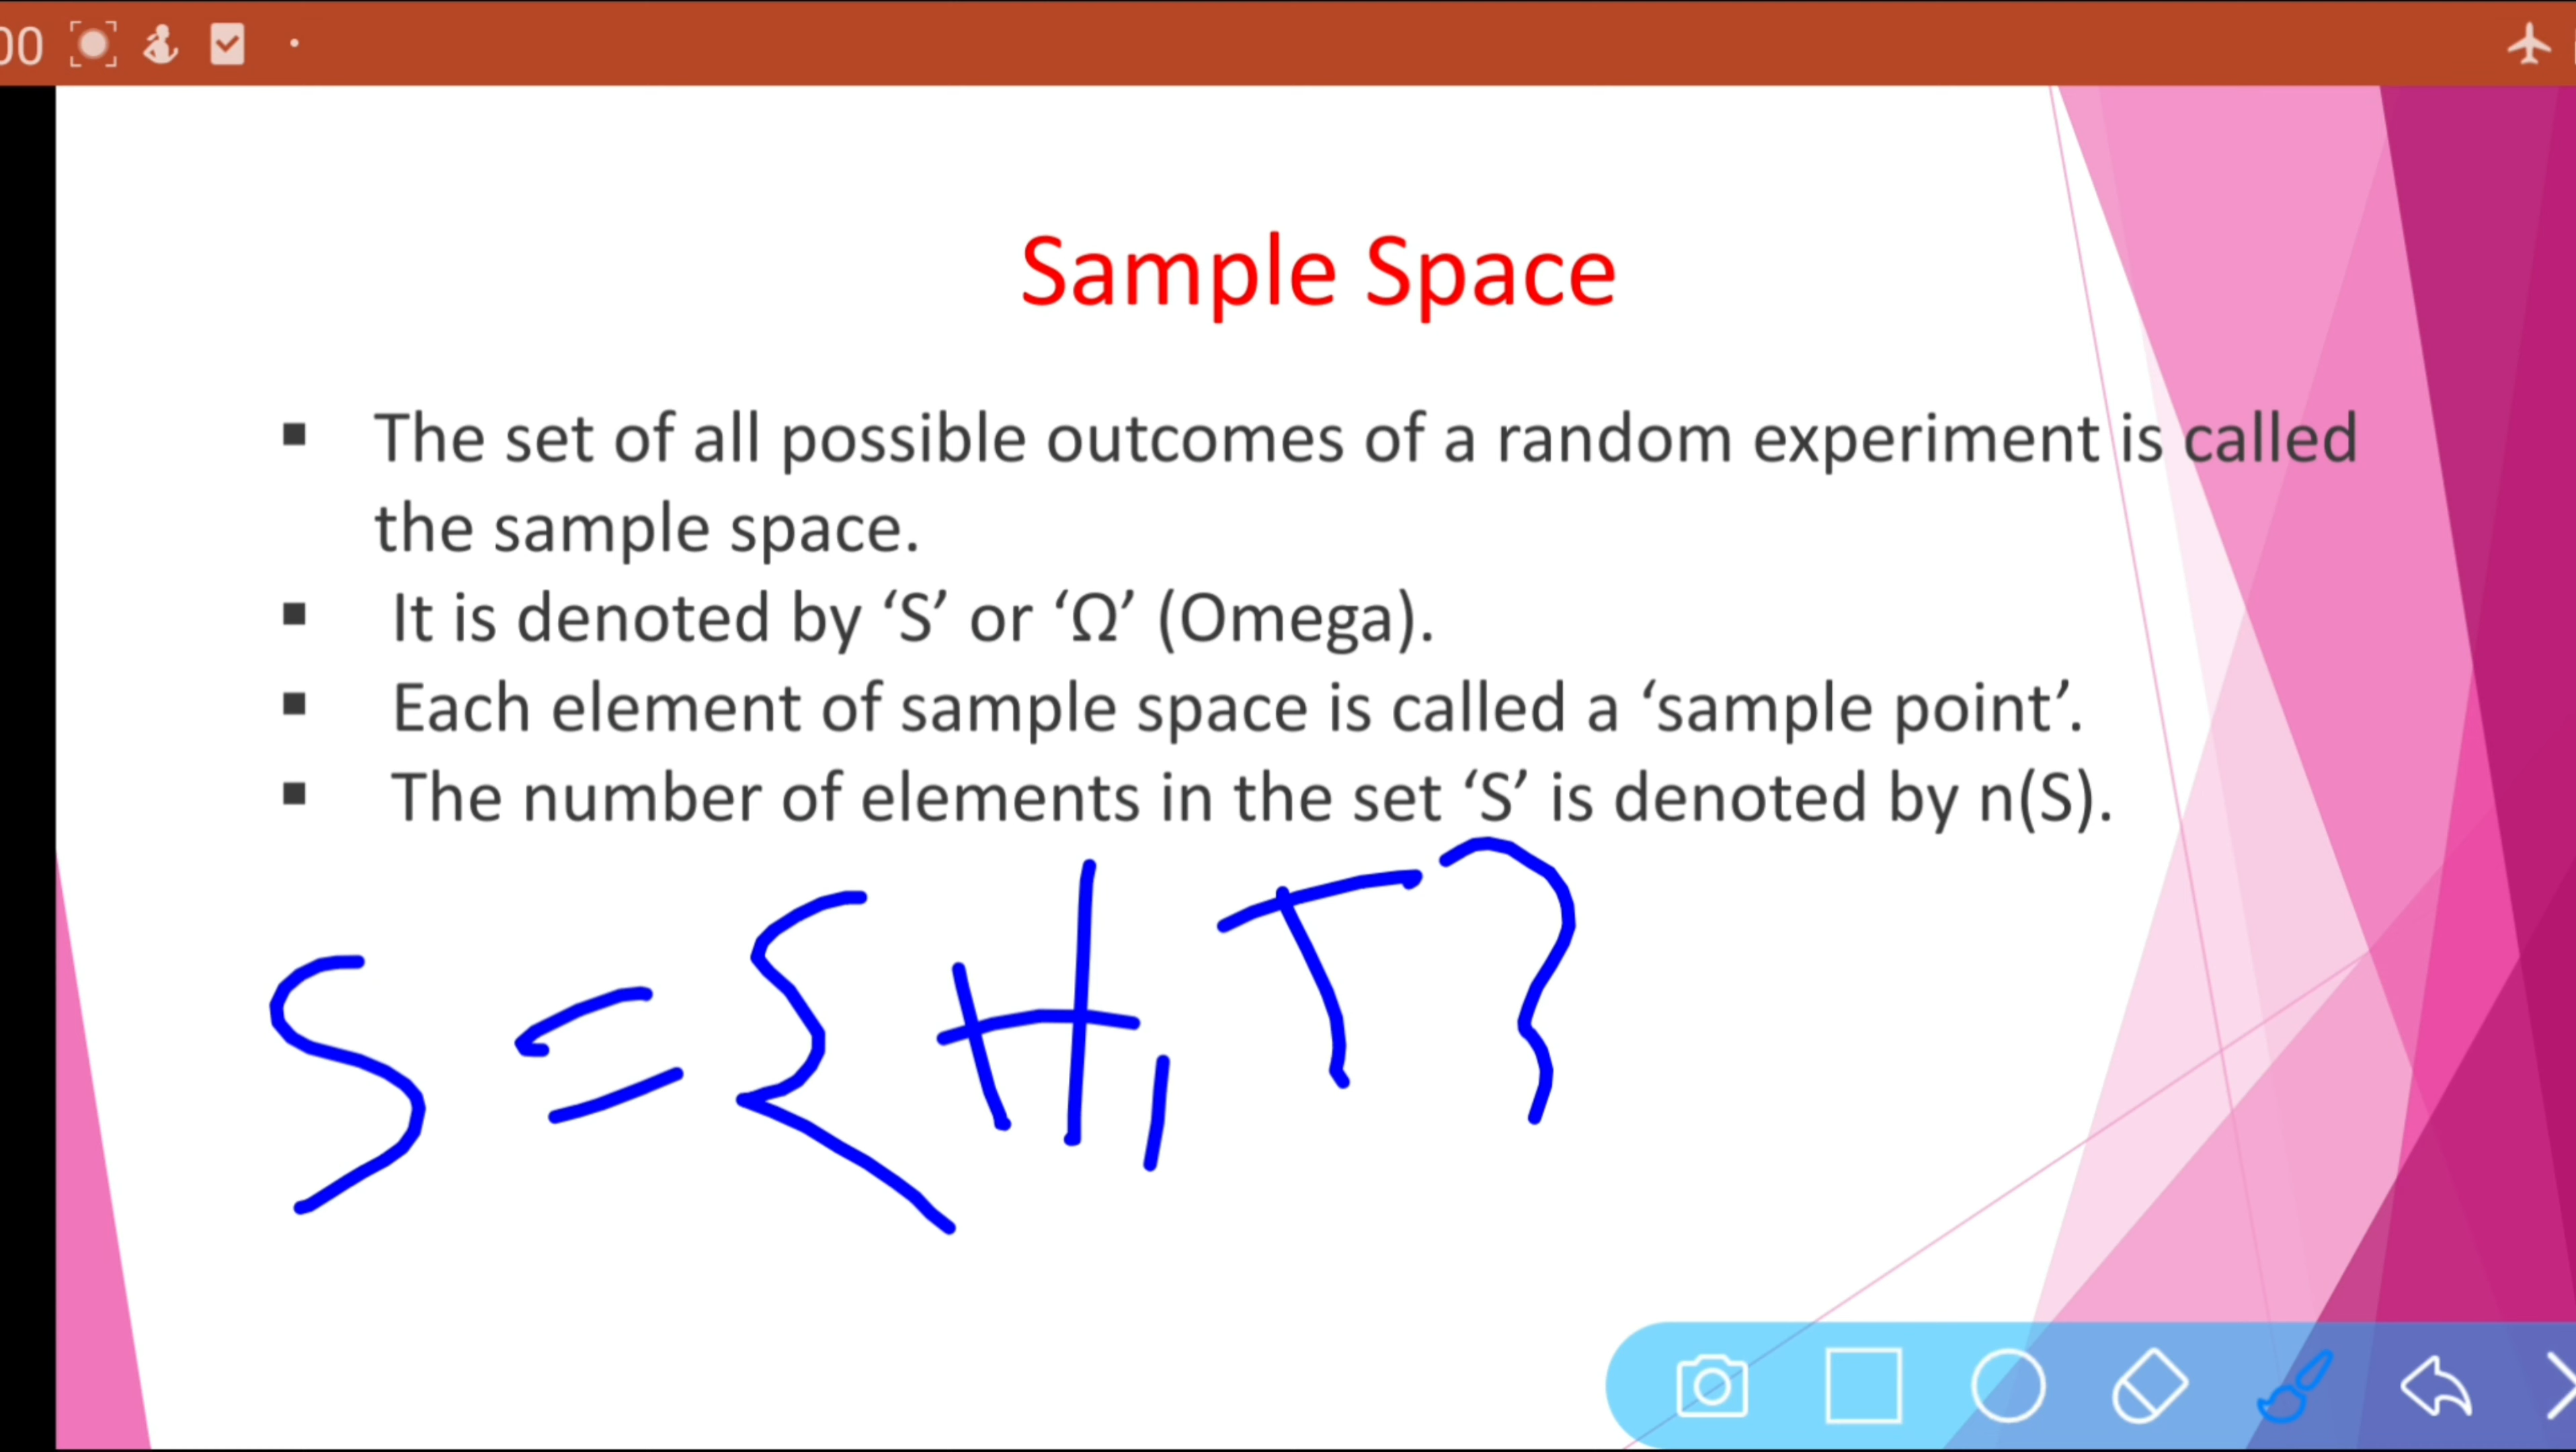 00
Sample Space
▪ The set of all possible outcomes of a random experiment is called
the sample space.
▪ It is denoted by ‘S’ or ‘Ω’ (Omega).
▪ Each element of sample space is called a ‘sample point’.
▪ The number of elements in the set ‘S’ is denoted by n(S).
S = {H, T}